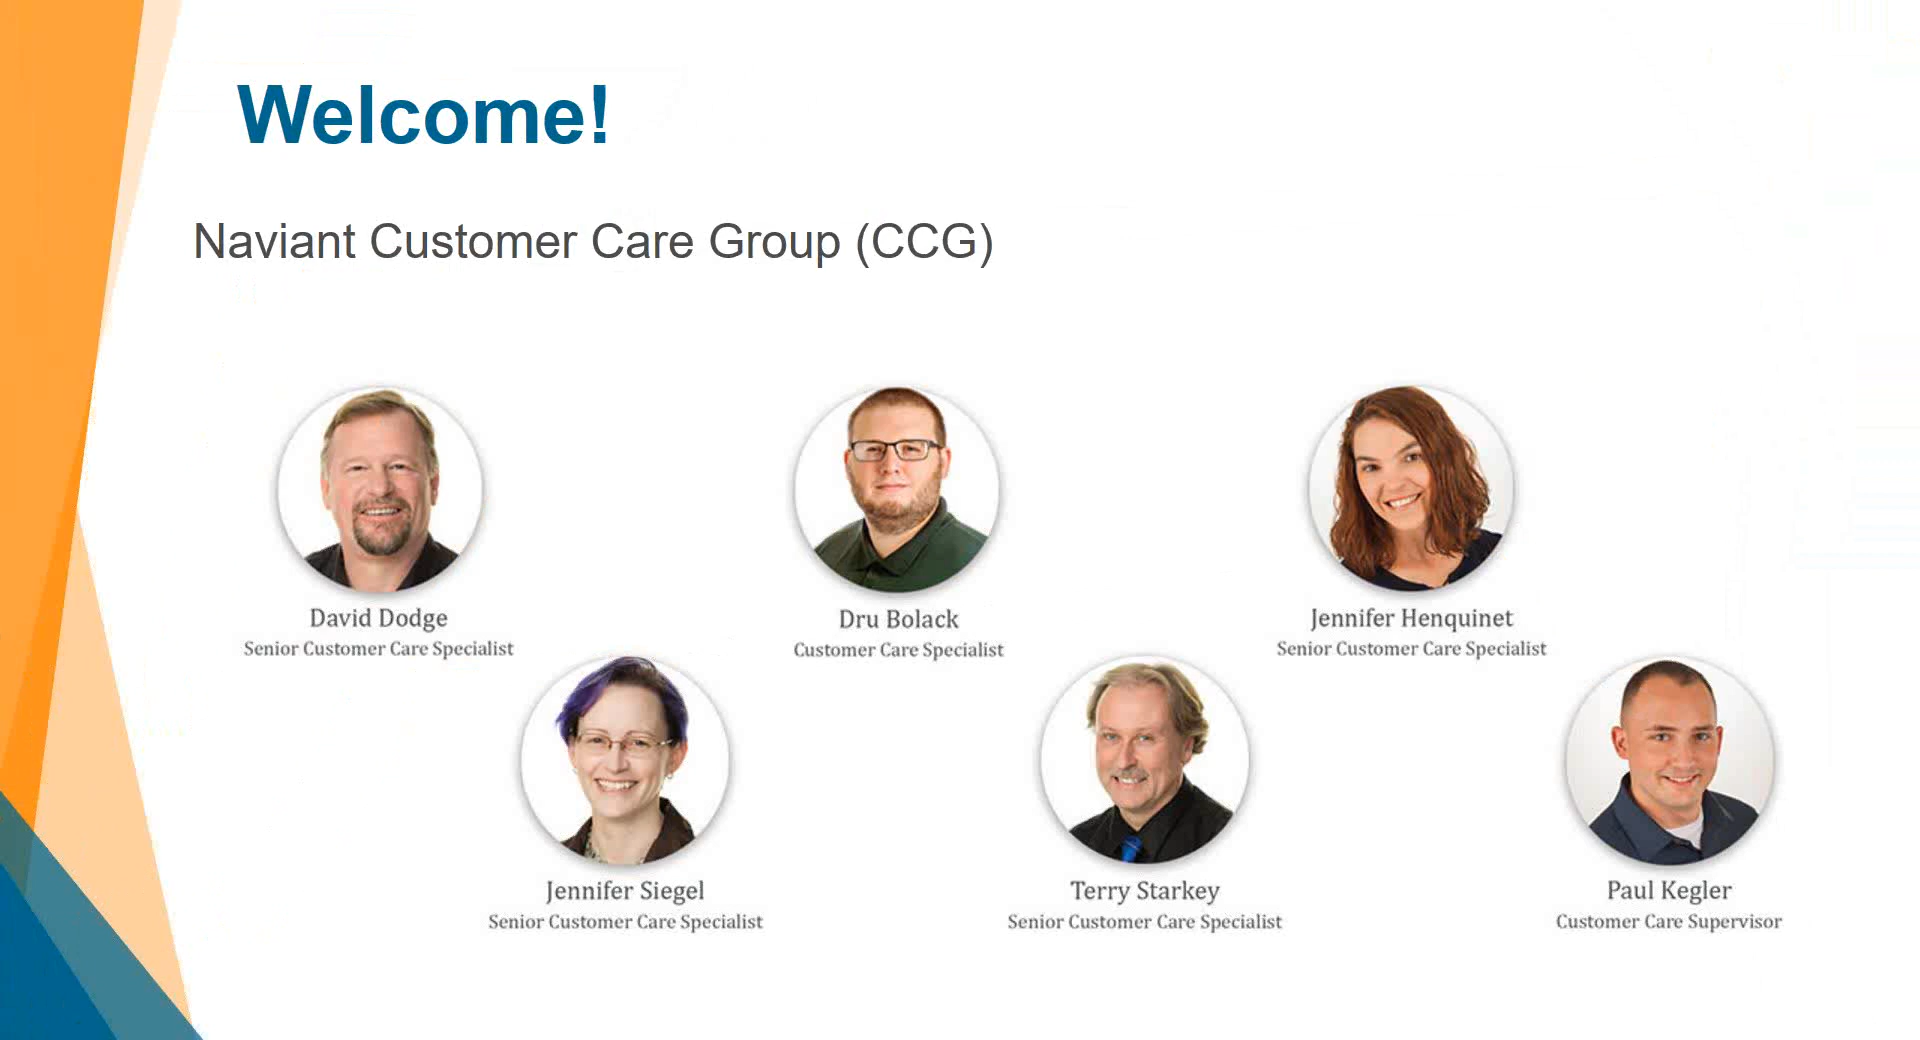 Welcome!
Naviant Customer Care Group (CCG)
David Dodge
Senior Customer Care Specialist
Dru Bolack
Customer Care Specialist
Jennifer Henquinet
Senior Customer Care Specialist
Jennifer Siegel
Senior Customer Care Specialist
Terry Starkey
Senior Customer Care Specialist
Paul Kegler
Customer Care Supervisor